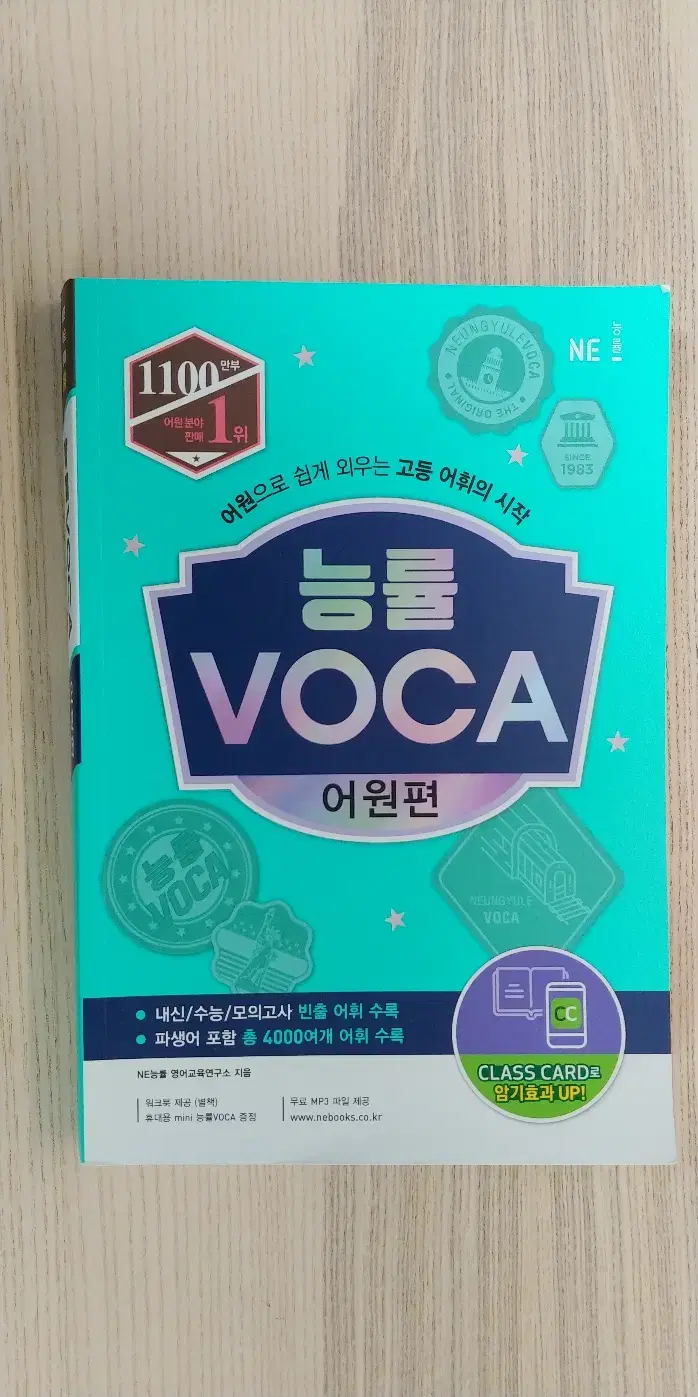 1100만부
어원 분야
판매 1위
NEUNGYULEVOCA
THE ORIGINAL
NE 능률
SINCE
1983
어원으로 쉽게 외우는 고등 어휘의 시작
능률
VOCA
어원편
능률
VOCA
NEUNGYULE
VOCA
내신/수능/모의고사 빈출 어휘 수록
파생어 포함 총 4000여개 어휘 수록
CC
CLASS CARD로
암기효과 UP!
NE능률 영어교육연구소 지음
워크북 제공 (별책)
휴대용 mini 능률VOCA 증정
무료 MP3 파일 제공
www.nebooks.co.kr